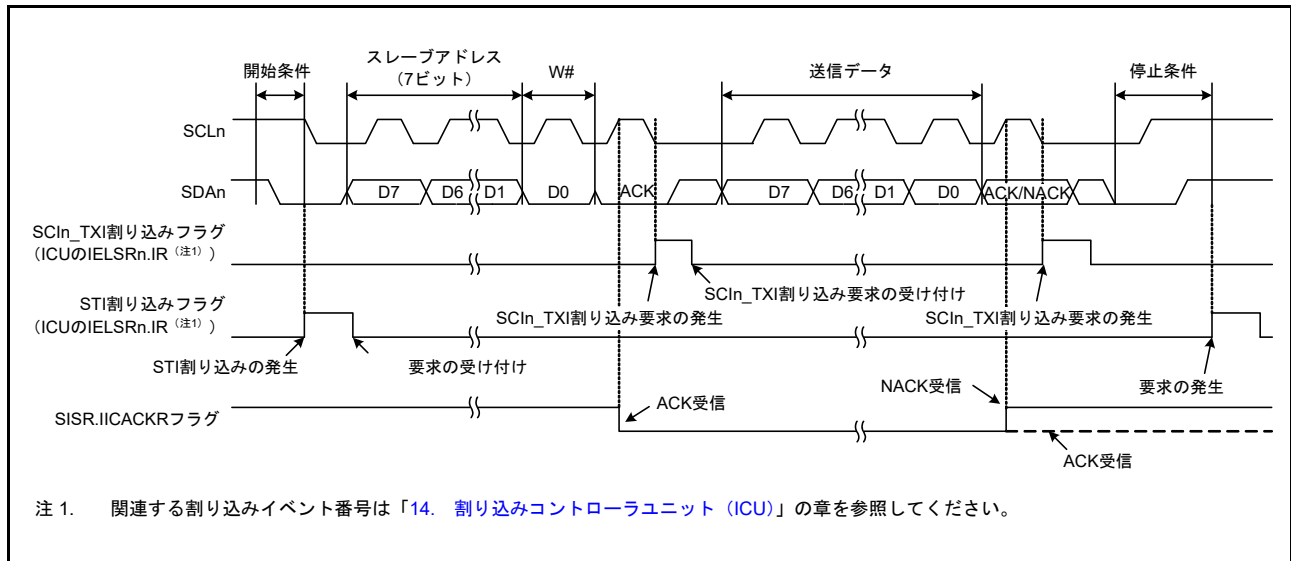 開始条件
スレーブアドレス
（7ビット）
W#
送信データ
停止条件
SCLn
SDAn
D7
D6
D1
D0
ACK
D7
D6
D1
D0
ACK/NACK
SCIn_TXI割り込みフラグ
（ICUのIELSRn.IR（注1））
SCIn_TXI割り込み要求の受け付け
SCIn_TXI割り込み要求の発生
SCIn_TXI割り込み要求の発生
STI割り込みフラグ
（ICUのIELSRn.IR（注1））
STI割り込みの発生
要求の受け付け
要求の発生
NACK受信
ACK受信
SISR.IICACKRフラグ
ACK受信
注 1. 関連する割り込みイベント番号は「14. 割り込みコントローラユニット（ICU）」の章を参照してください。